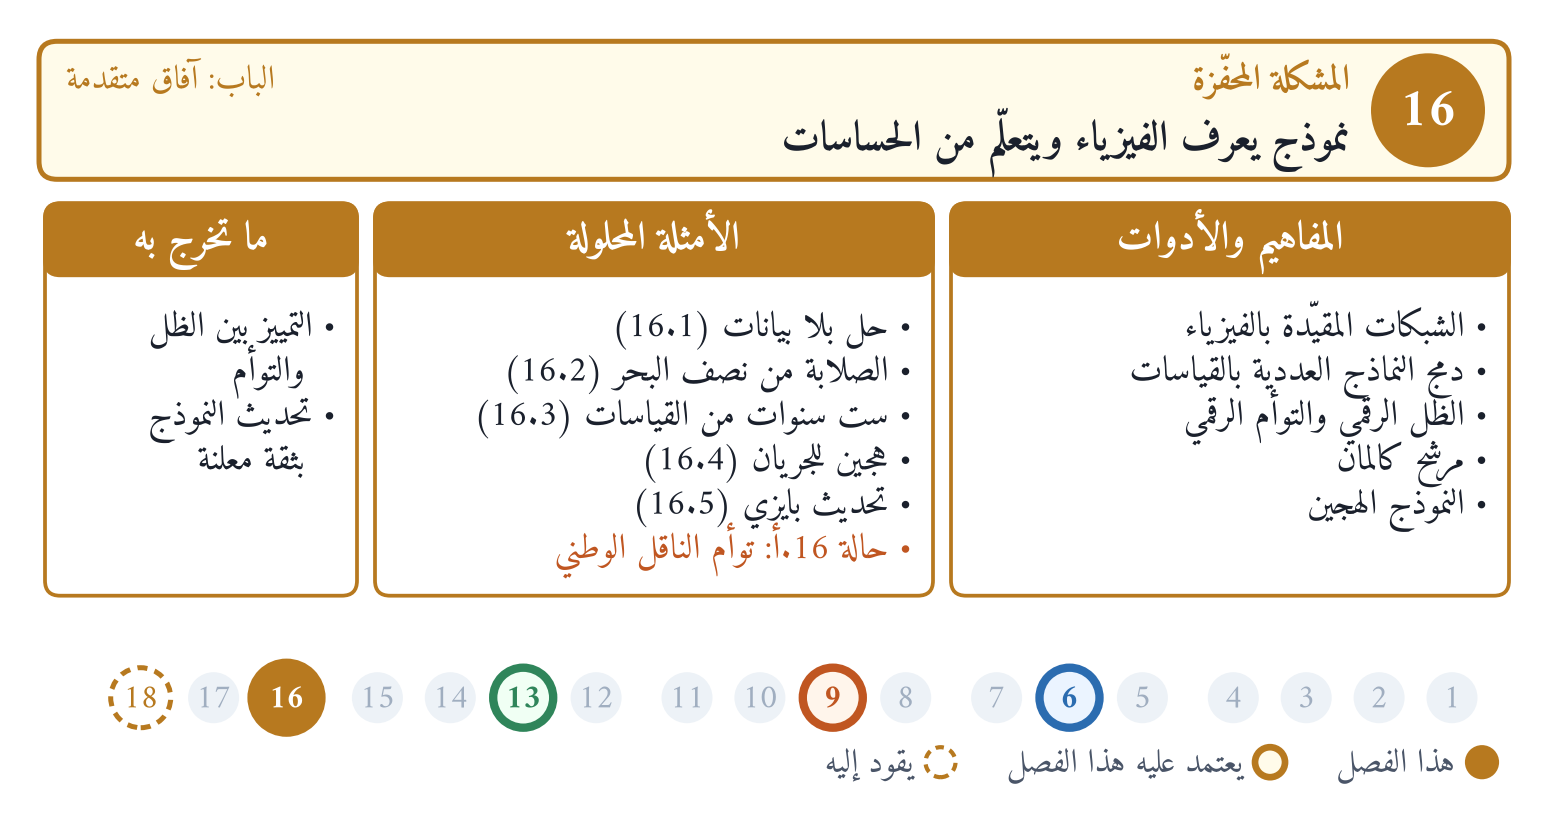 16
المشكلة المحفّزة
الباب: آفاق متقدمة
نموذج يعرف الفيزياء ويتعلّم من الحساسات
المفاهيم والأدوات
• الشبكات المقيّدة بالفيزياء
• دمج النماذج العددية بالقياسات
• الظل الرقمي والتوأم الرقمي
• مرشح كالمان
• النموذج الهجين
الأمثلة المحلولة
• حل بلا بيانات (16.1)
• الصلابة من نصف البحر (16.2)
• ست سنوات من القياسات (16.3)
• هجين للجريان (16.4)
• تحديث بايزي (16.5)
• حالة 16.أ: توأم الناقل الوطني
ما تخرج به
• التمييز بين الظل
والتوأم
• تحديث النموذج
بثقة معلنة
1 2 3 4 5 6 7 8 9 10 11 12 13 14 15 16 17 18
هذا الفصل
يعتمد عليه هذا الفصل
يقود إليه